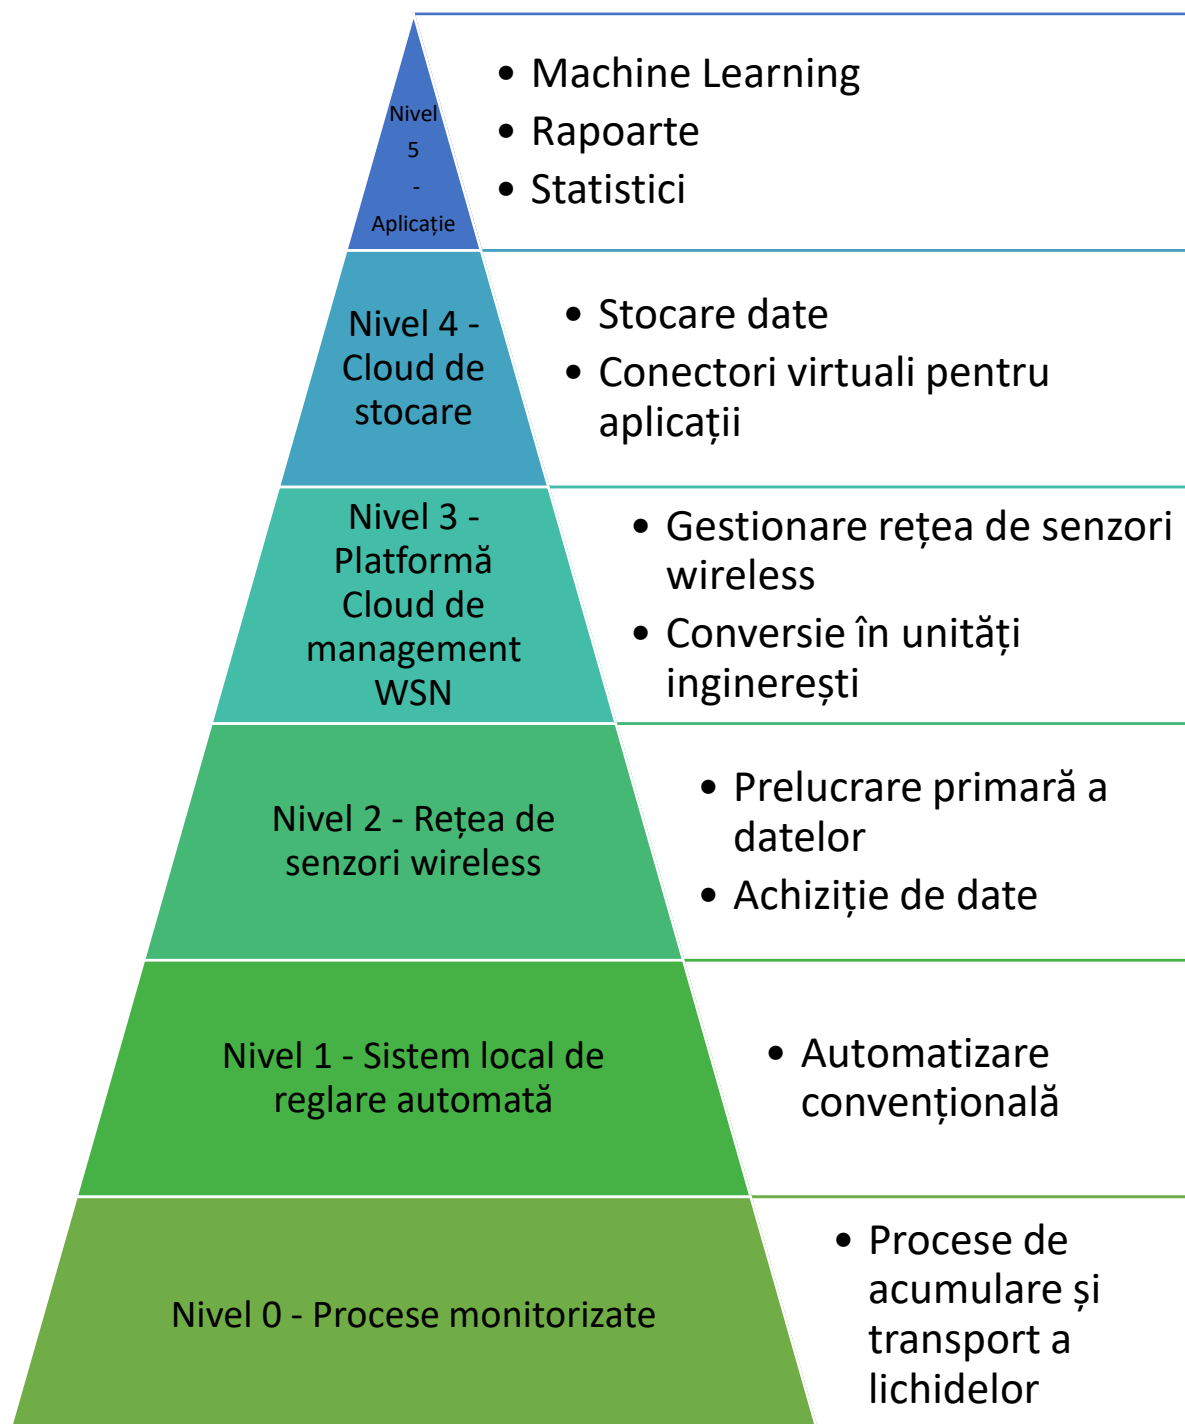 Nivel
5
-
Aplicație
• Machine Learning
• Rapoarte
• Statistici
Nivel 4 -
Cloud de
stocare
• Stocare date
• Conectori virtuali pentru
aplicații
Nivel 3 -
Platformă
Cloud de
management
WSN
• Gestionare rețea de senzori
wireless
• Conversie în unități
inginerești
Nivel 2 - Rețea de
senzori wireless
• Prelucrare primară a
datelor
• Achiziție de date
Nivel 1 - Sistem local de
reglare automată
• Automatizare
convențională
Nivel 0 - Procese monitorizate
• Procese de
acumulare și
transport a
lichidelor